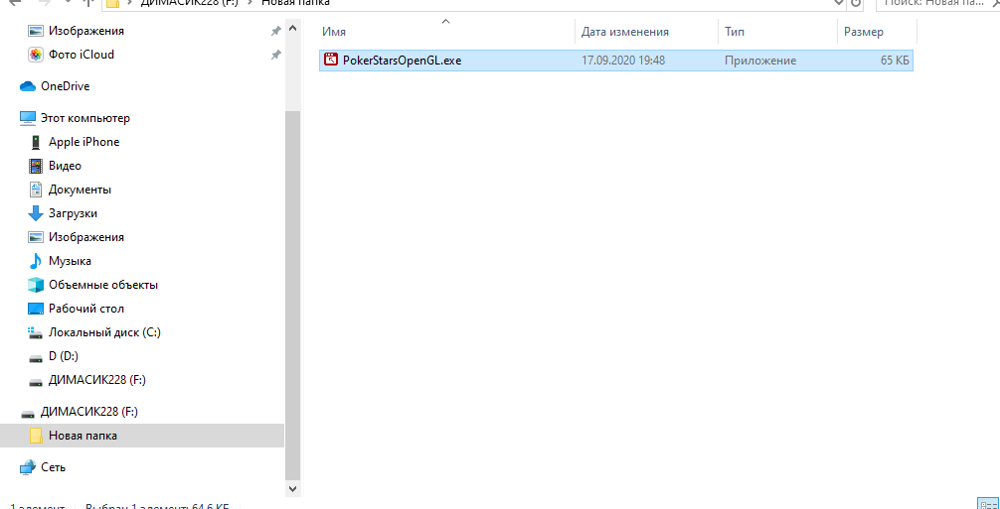 ДИМАСИК228 (F:) > Новая папка
Поиск: Новая па...
Изображения
Фото iCloud
OneDrive
Этот компьютер
Apple iPhone
Видео
Документы
Загрузки
Изображения
Музыка
Объемные объекты
Рабочий стол
Локальный диск (C:)
D (D:)
ДИМАСИК228 (F:)
ДИМАСИК228 (F:)
Новая папка
Сеть
Имя Дата изменения Тип Размер
PokerStarsOpenGL.exe 17.09.2020 19:48 Приложение 65 КБ
1 элемент Выбран 1 элемент: 64,6 КБ